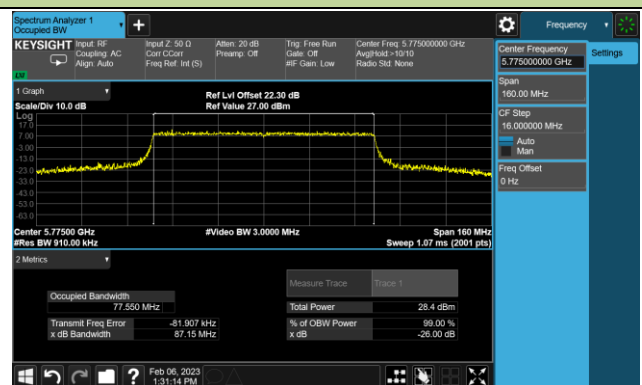 Spectrum Analyzer 1
Occupied BW
+
Frequency
KEYSIGHT
Input: RF
Coupling: AC
Align: Auto
Input Z: 50 Ω
Corr CCorr
Freq Ref: Int (S)
Atten: 20 dB
Preamp: Off
Trig: Free Run
Gate: Off
#IF Gain: Low
Center Freq: 5.775000000 GHz
Avg|Hold:>10/10
Radio Std: None
LXI
Center Frequency
5.775000000 GHz
Settings
Span
160.00 MHz
CF Step
16.000000 MHz
Auto
Man
Freq Offset
0 Hz
1 Graph
Scale/Div 10.0 dB
Ref Lvl Offset 22.30 dB
Ref Value 27.00 dBm
Log
17.0
7.00
-3.00
-13.0
-23.0
-33.0
-43.0
-53.0
-63.0
Center 5.77500 GHz
#Res BW 910.00 kHz
#Video BW 3.0000 MHz
Span 160 MHz
Sweep 1.07 ms (2001 pts)
2 Metrics
Measure Trace Trace 1
Occupied Bandwidth
77.550 MHz
Total Power 28.4 dBm
Transmit Freq Error -81.907 kHz
% of OBW Power 99.00 %
x dB Bandwidth 87.15 MHz
x dB -26.00 dB
?
Feb 06, 2023
1:31:14 PM